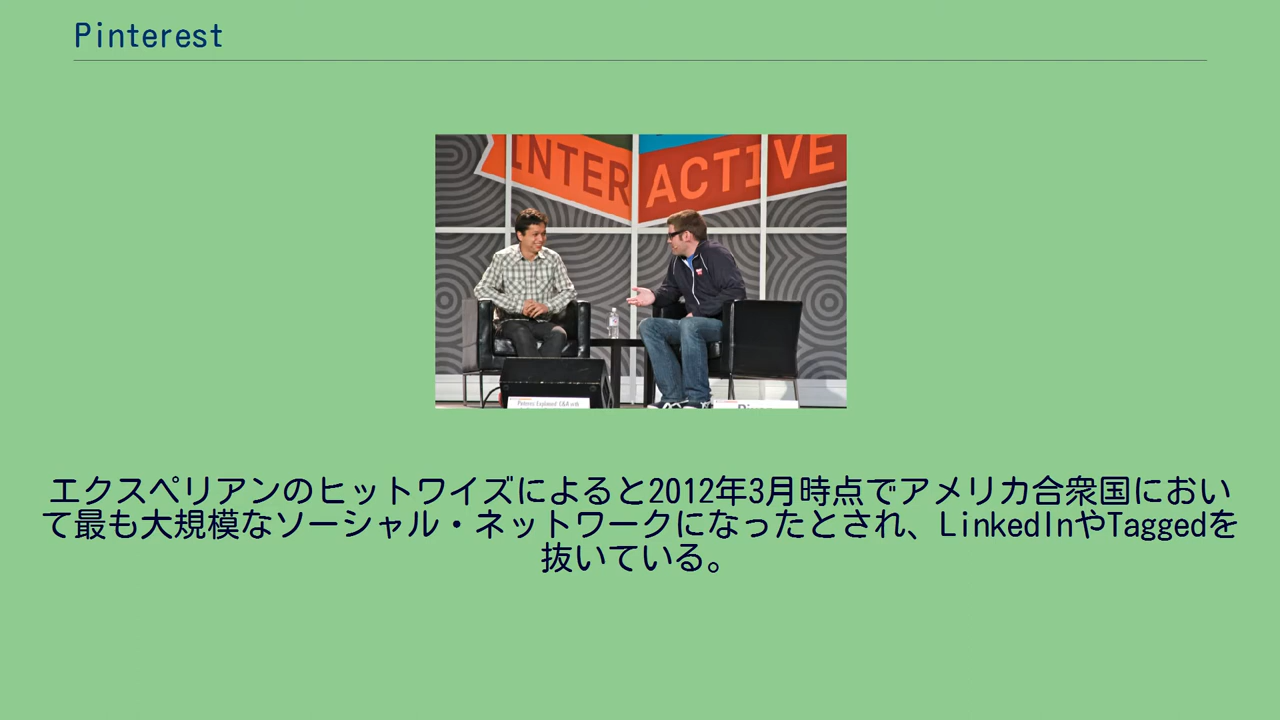 Pinterest
INTERACTIVE
Pinterest Explained: Q&A with
エクスペリアンのヒットワイズによると2012年3月時点でアメリカ合衆国におい
て最も大規模なソーシャル・ネットワークになったとされ、LinkedInやTaggedを
抜いている。